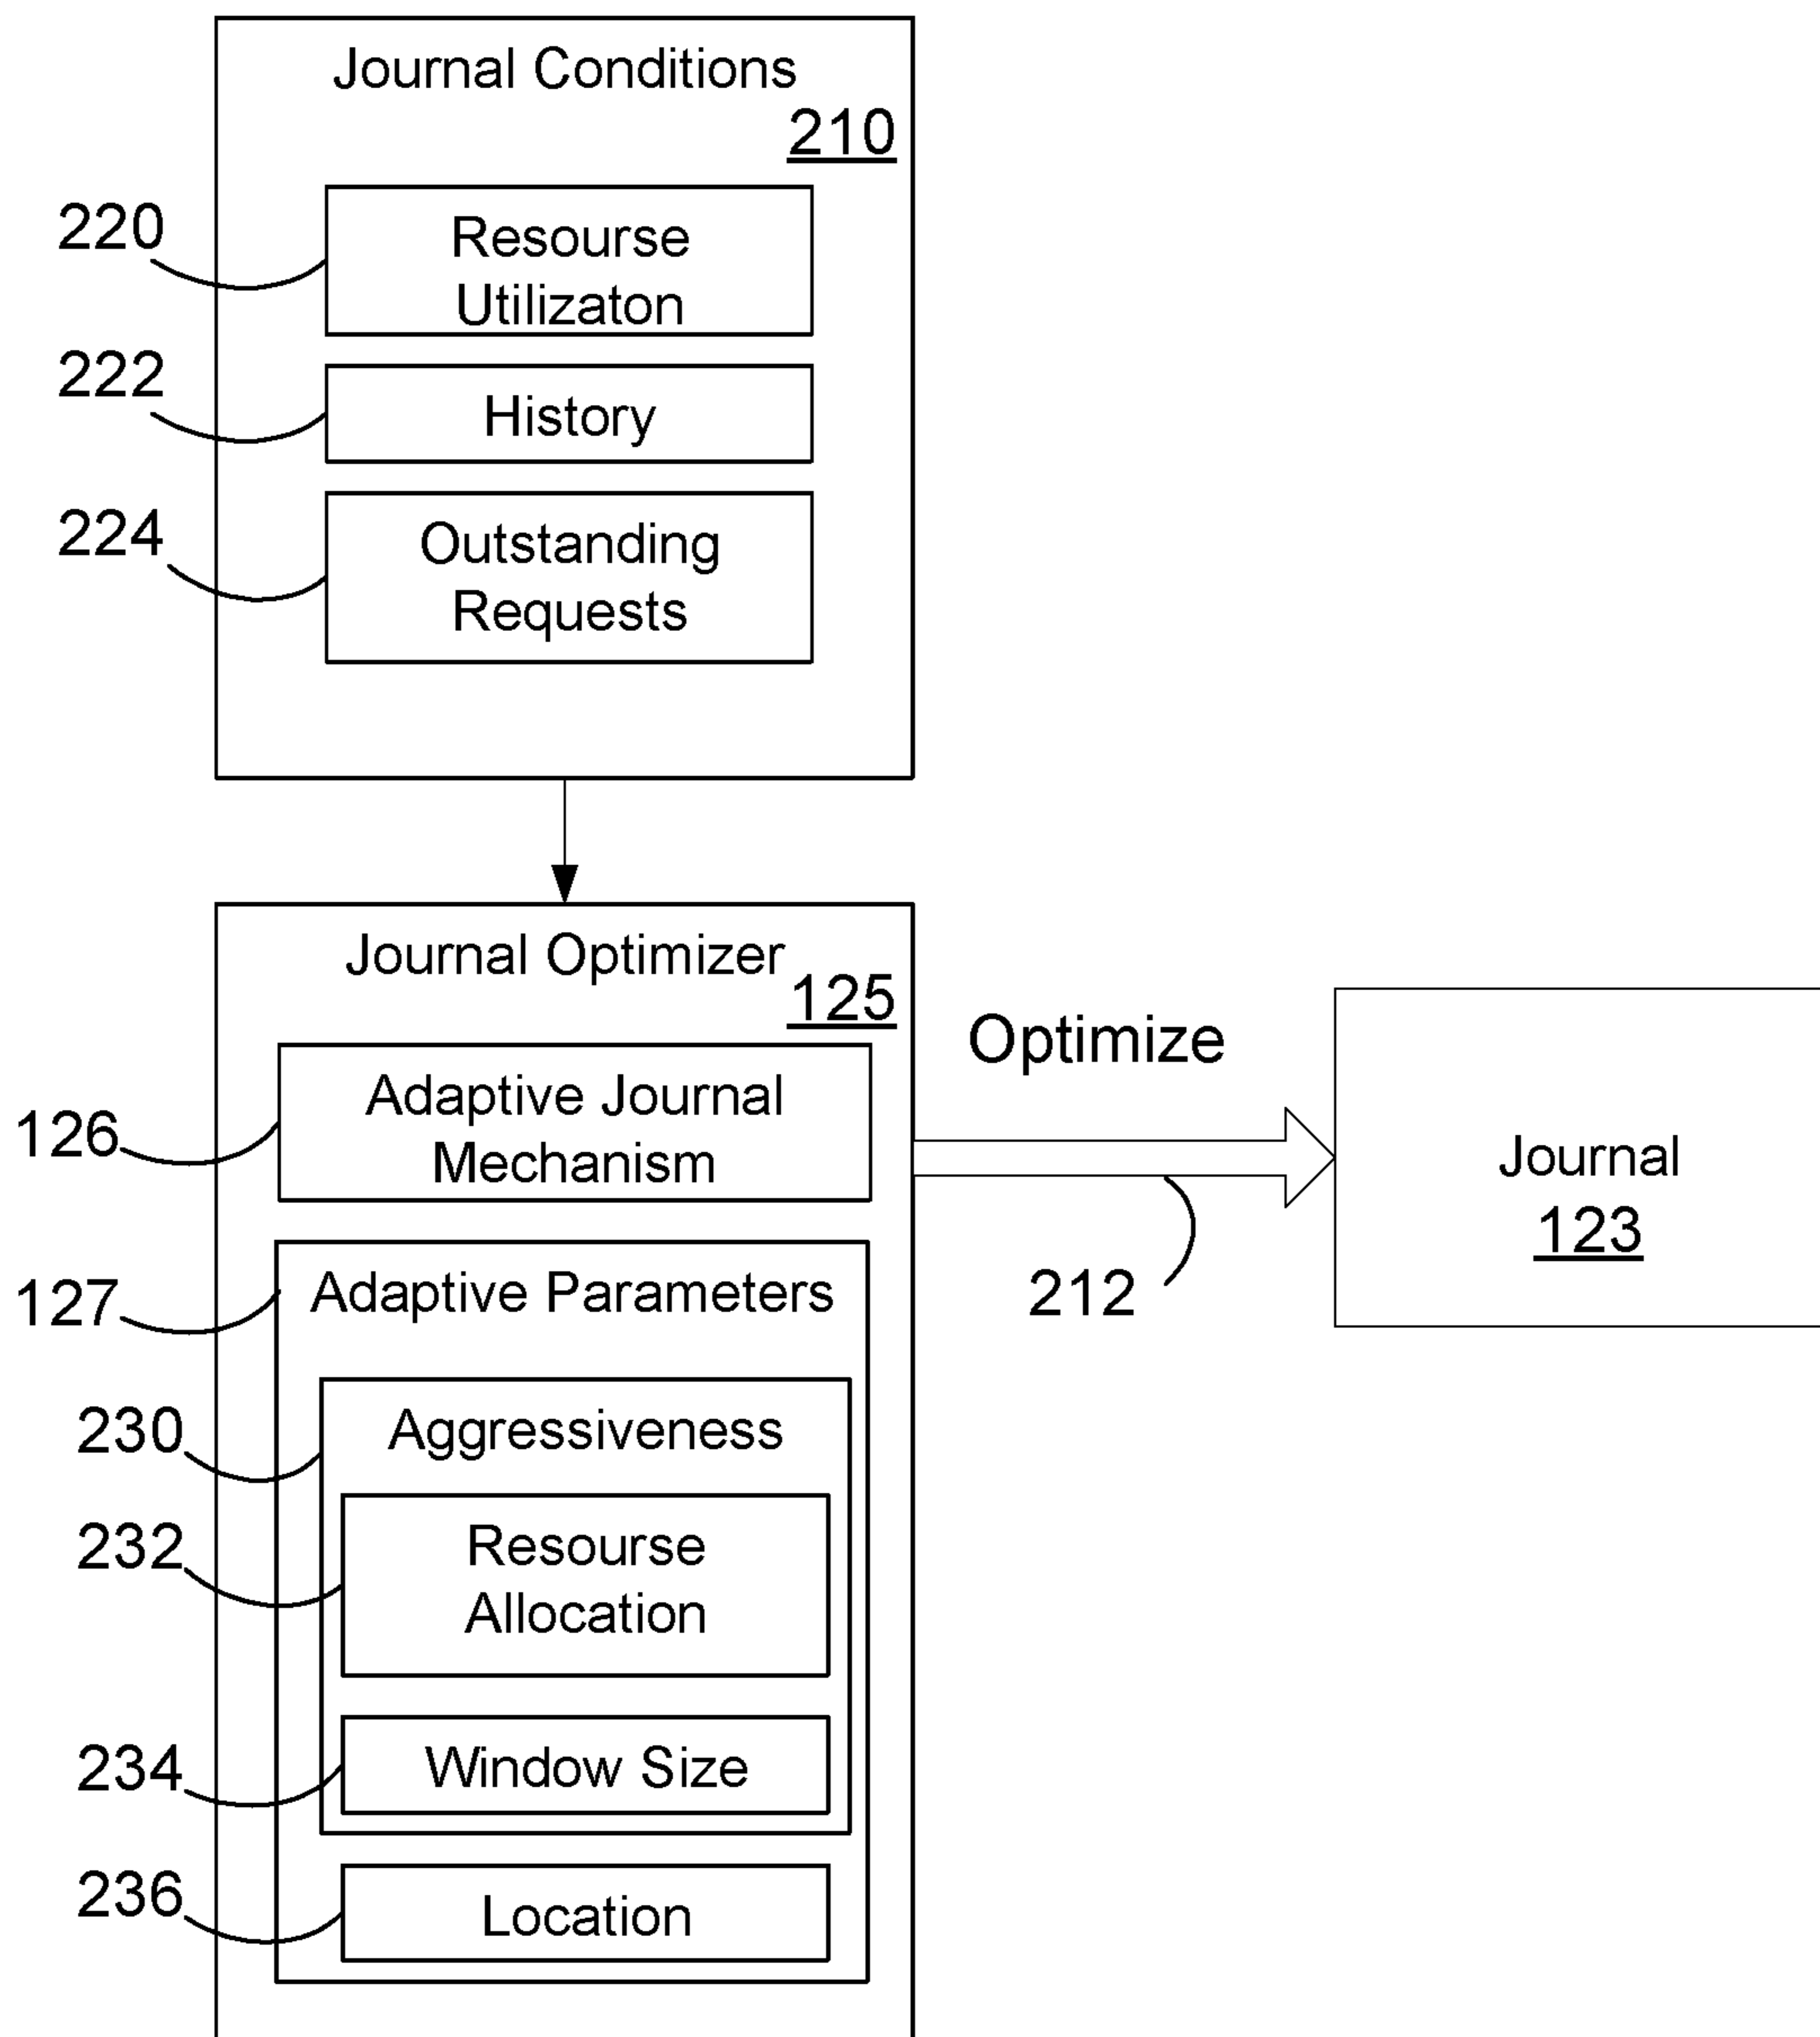 Journal Conditions
210
220
Resourse
Utilizaton
222
History
224
Outstanding
Requests
Journal Optimizer
125
Optimize
126
Adaptive Journal
Mechanism
Journal
123
212
127
Adaptive Parameters
230
Aggressiveness
232
Resourse
Allocation
234
Window Size
236
Location